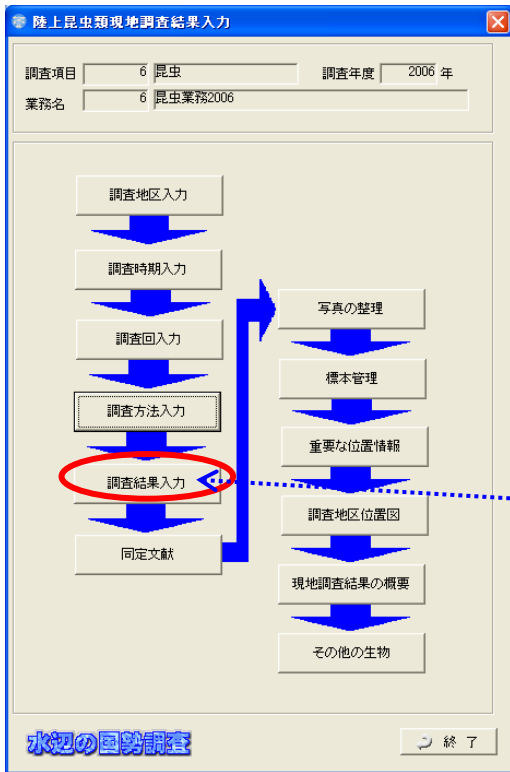 陸上昆虫類現地調査結果入力
調査項目 6 昆虫 調査年度 2006 年
業務名 6 昆虫業務2006
調査地区入力
調査時期入力
調査回入力
調査方法入力
調査結果入力
同定文献
写真の整理
標本管理
重要な位置情報
調査地区位置図
現地調査結果の概要
その他の生物
水辺の国勢調査
終 了